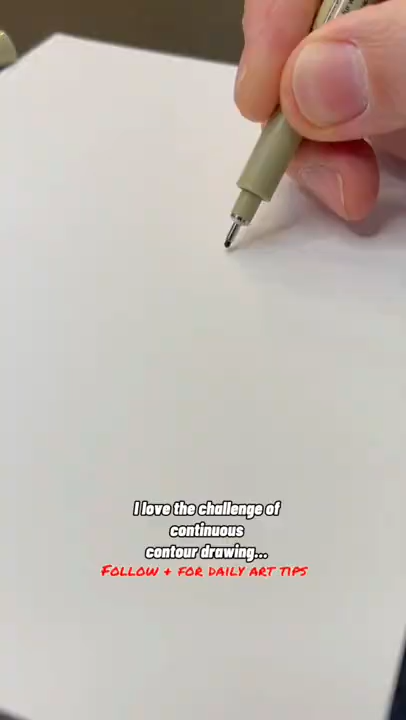 I love the challenge of
continuous
contour drawing...
Follow + for daily art tips